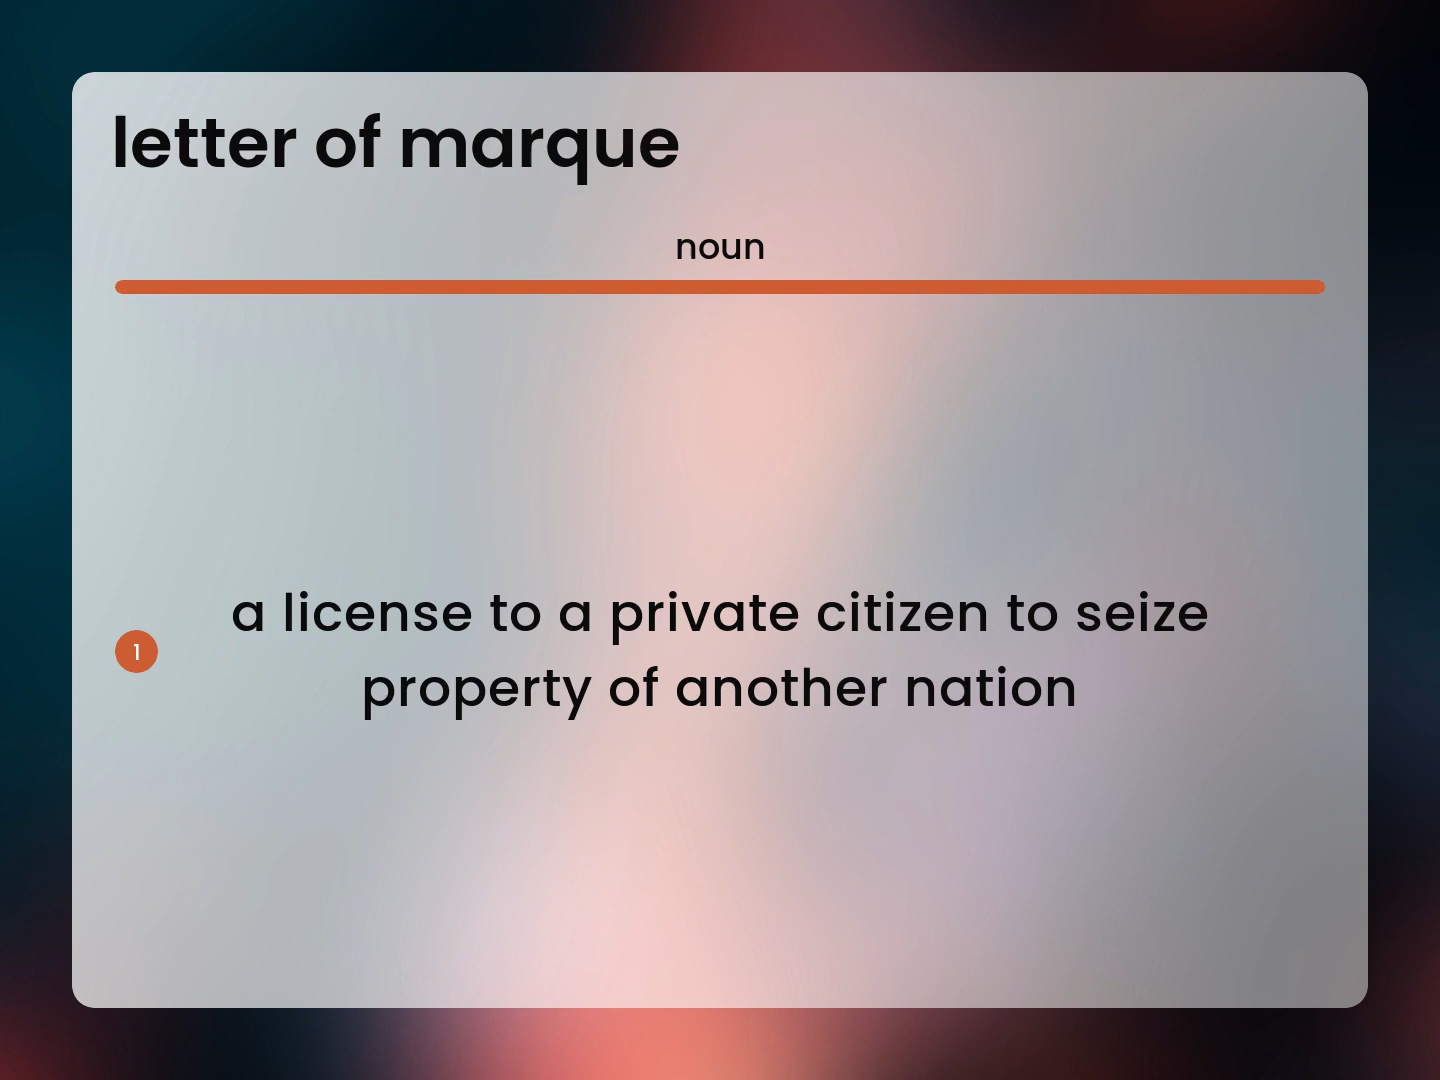 letter of marque
noun
1
a license to a private citizen to seize
property of another nation